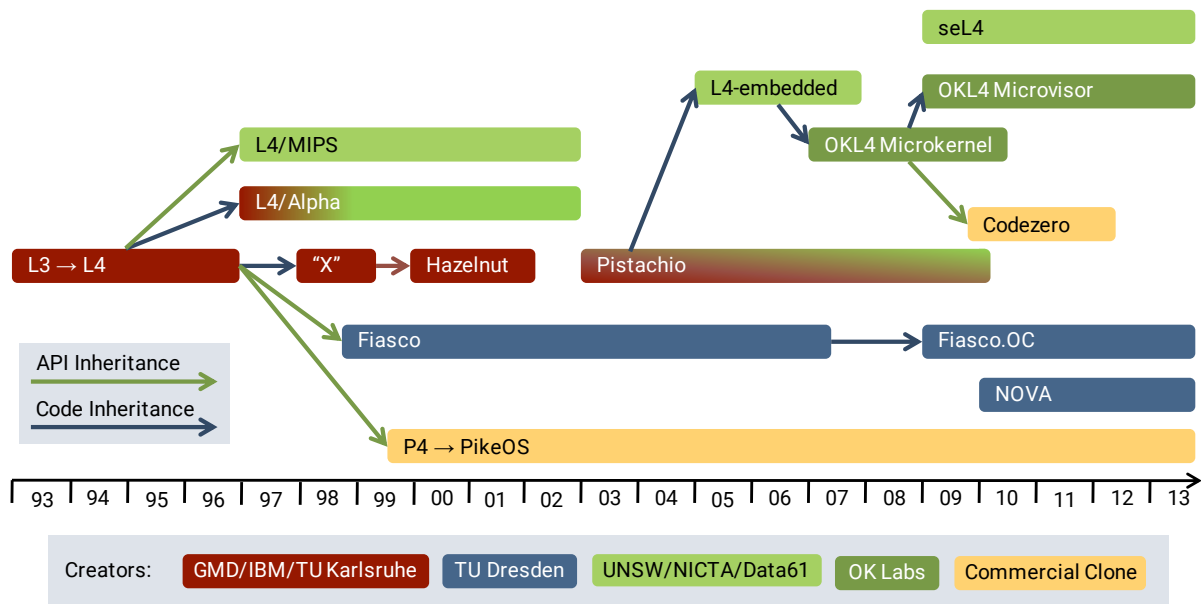 seL4
L4-embedded
OKL4 Microvisor
L4/MIPS
OKL4 Microkernel
L4/Alpha
Codezero
L3 → L4
“X”
Hazelnut
Pistachio
Fiasco
Fiasco.OC
API Inheritance
Code Inheritance
NOVA
P4 → PikeOS
93 94 95 96 97 98 99 00 01 02 03 04 05 06 07 08 09 10 11 12 13
Creators: GMD/IBM/TU Karlsruhe TU Dresden UNSW/NICTA/Data61 OK Labs Commercial Clone